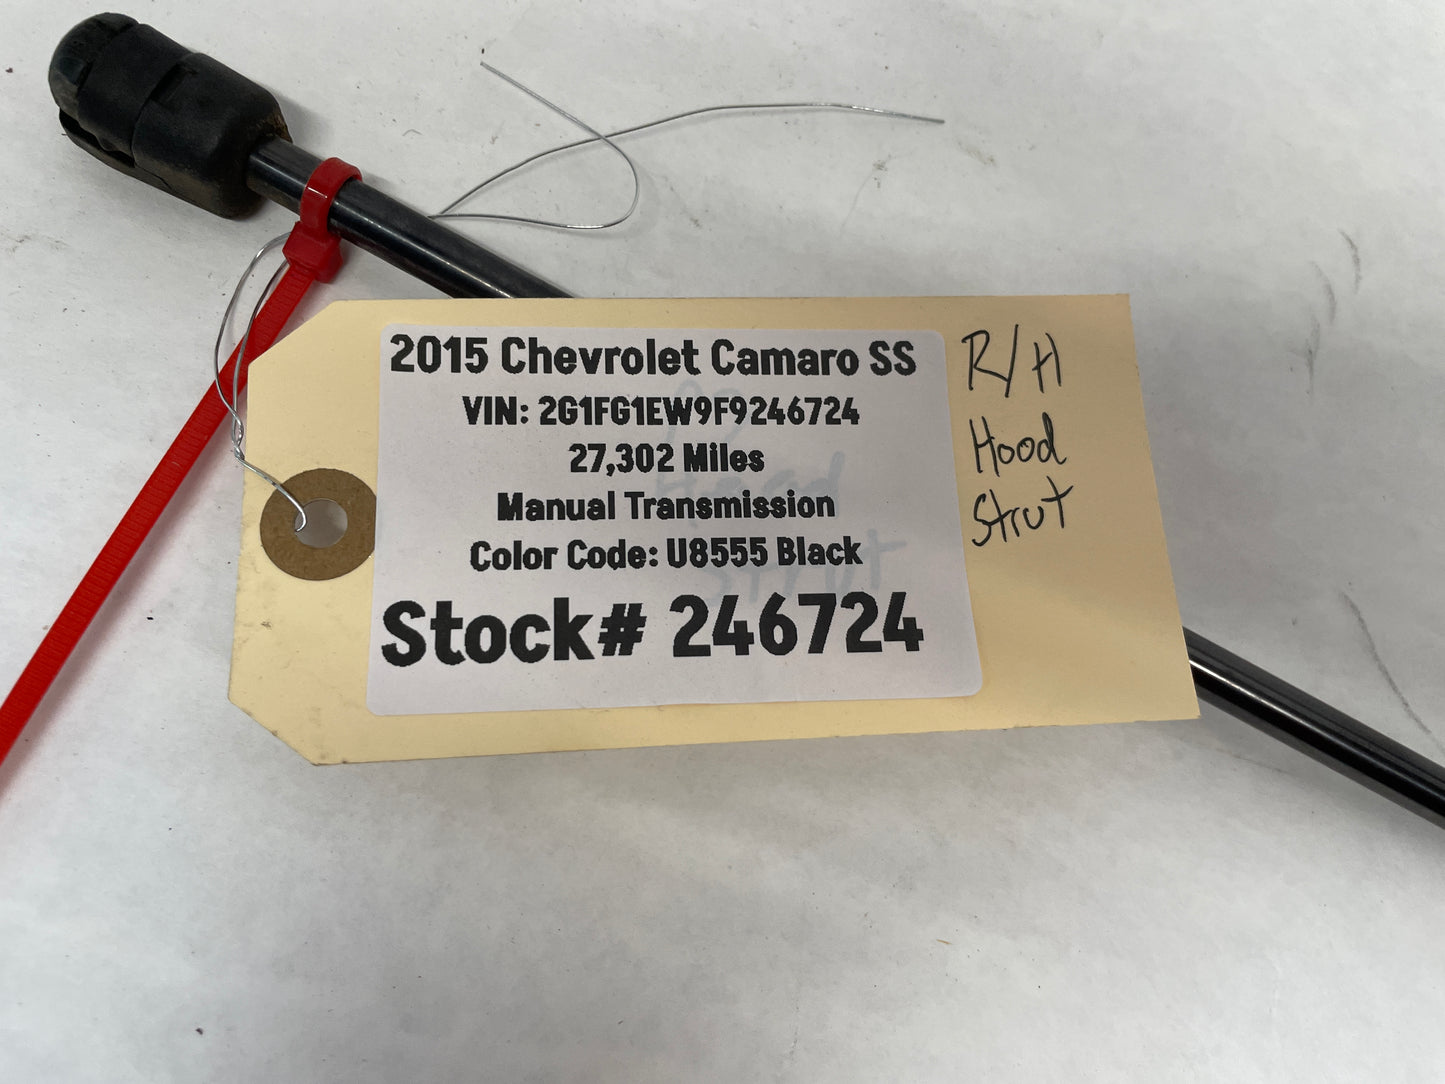 2015 Chevrolet Camaro SS
VIN: 2G1FG1EW9F9246724
27,302 Miles
Manual Transmission
Color Code: U8555 Black
Stock# 246724
R/H
Hood
Strut